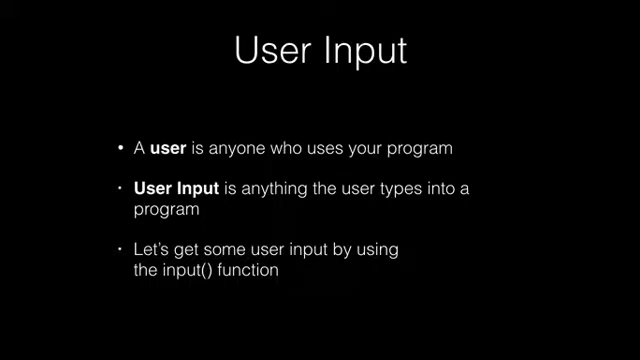 User Input
• A user is anyone who uses your program
• User Input is anything the user types into a
program
• Let's get some user input by using
the input() function